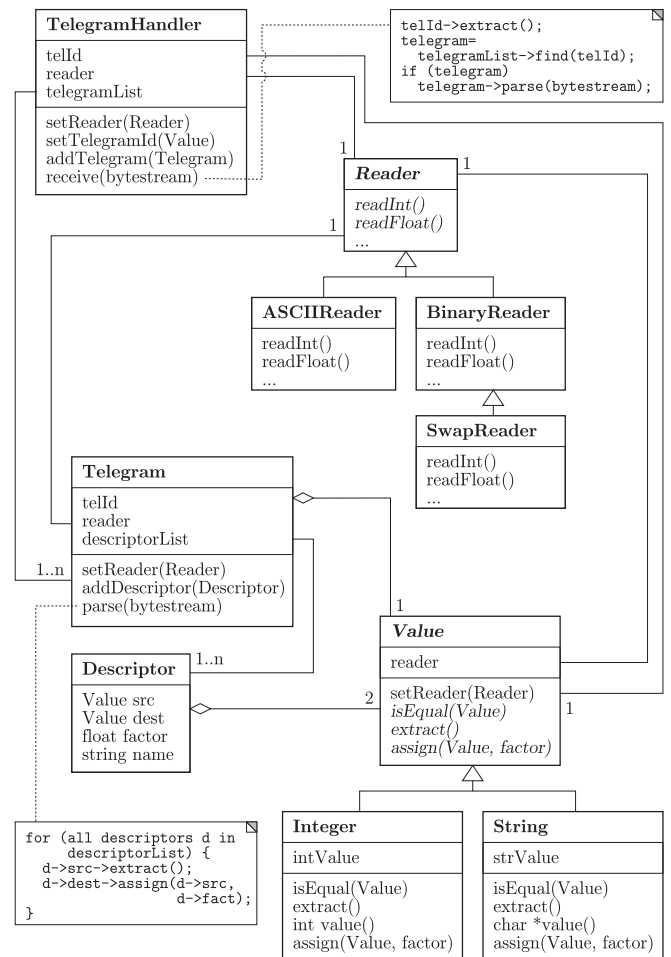 TelegramHandler
telId
reader
telegramList
setReader(Reader)
setTelegramId(Value)
addTelegram(Telegram)
receive(bytestream)
telId->extract();
telegram=
telegramList->find(telId);
if (telegram)
telegram->parse(bytestream);
1
1
Reader
readInt()
readFloat()
...
1
ASCIIReader
readInt()
readFloat()
...
BinaryReader
readInt()
readFloat()
...
SwapReader
readInt()
readFloat()
...
Telegram
telId
reader
descriptorList
setReader(Reader)
addDescriptor(Descriptor)
parse(bytestream)
1..n
1
1..n
Descriptor
Value src
Value dest
float factor
string name
2
Value
reader
setReader(Reader)
isEqual(Value)
extract()
assign(Value, factor)
1
for (all descriptors d in
descriptorList) {
d->src->extract();
d->dest->assign(d->src,
d->fact);
}
Integer
intValue
isEqual(Value)
extract()
int value()
assign(Value, factor)
String
strValue
isEqual(Value)
extract()
char *value()
assign(Value, factor)